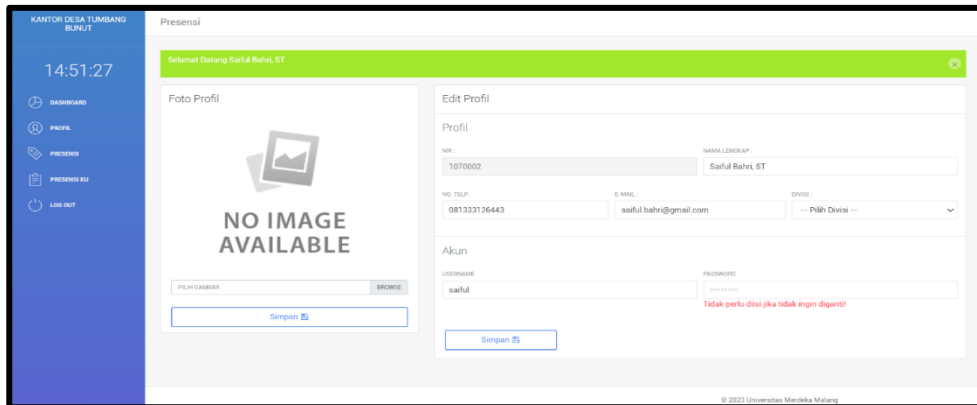 KANTOR DESA TUMBANG
BUNUT
14:51:27
DASHBOARD
PROFIL
PRESENSI
PRESENSI KU
LOG OUT
Presensi
Selamat Datang Saiful Bahri, ST
Foto Profil
NO IMAGE
AVAILABLE
PILIH GAMBAR BROWSE
Simpan
Edit Profil
Profil
NIK : NAMA LENGKAP :
1070002 Saiful Bahri, ST
NO. TELP : E-MAIL : DIVISI :
081333126443 saiful.bahri@gmail.com -- Pilih Divisi --
Akun
USERNAME PASSWORD
saiful ********
Tidak perlu diisi jika tidak ingin diganti!
Simpan
© 2023 Universitas Merdeka Malang